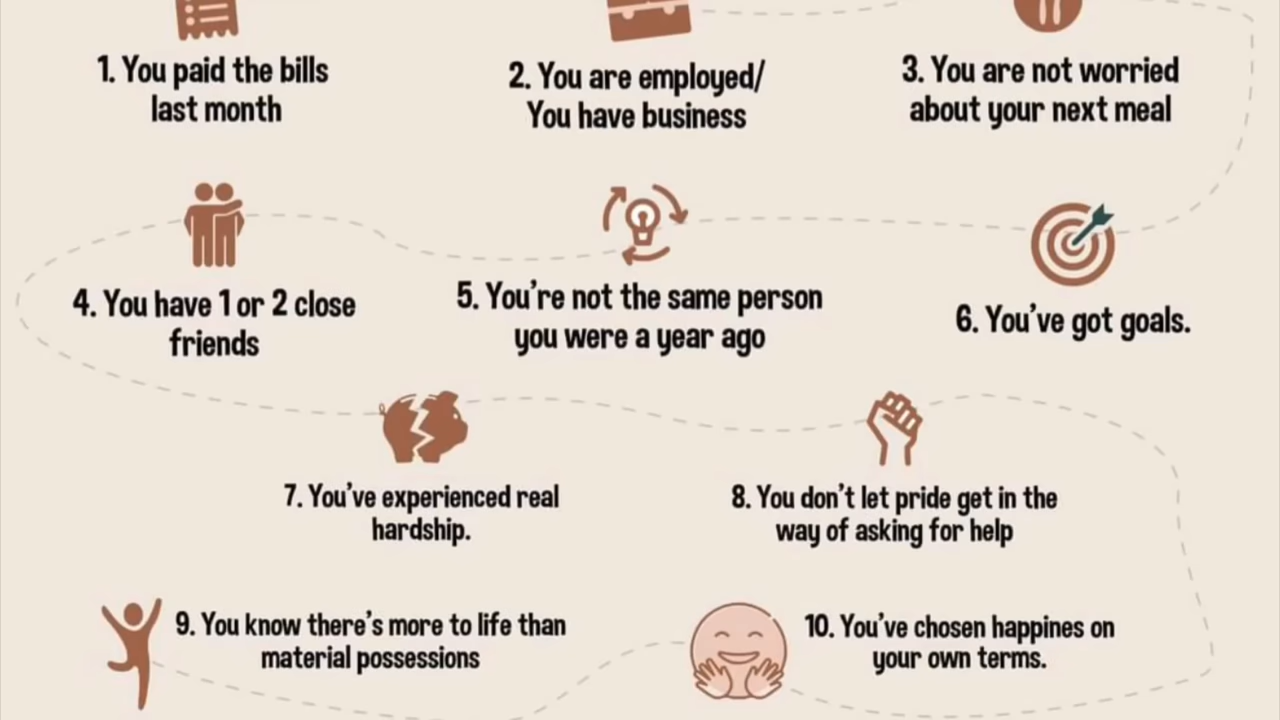 1. You paid the bills
last month
2. You are employed/
You have business
3. You are not worried
about your next meal
4. You have 1 or 2 close
friends
5. You're not the same person
you were a year ago
6. You've got goals.
7. You've experienced real
hardship.
8. You don't let pride get in the
way of asking for help
9. You know there's more to life than
material possessions
10. You've chosen happines on
your own terms.